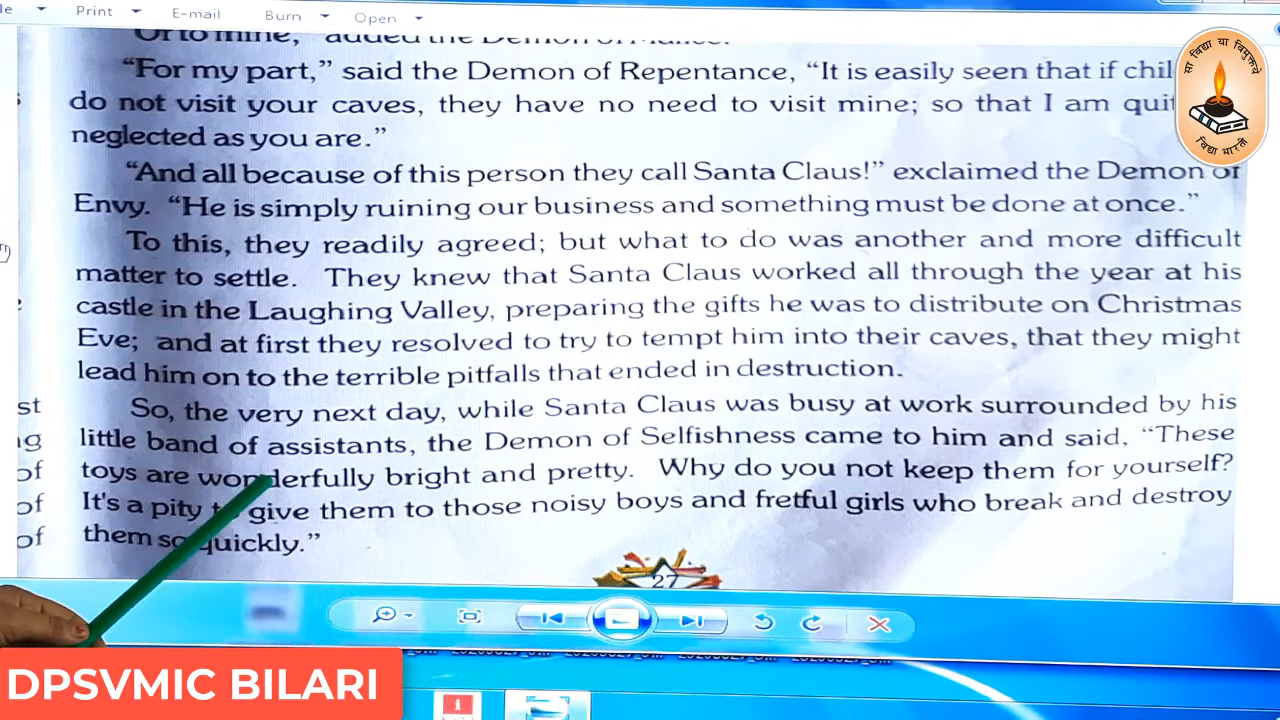 le Print E-mail Burn Open
Or to mine," added the Demon of Malice.
"For my part," said the Demon of Repentance, "It is easily seen that if chil
do not visit your caves, they have no need to visit mine; so that I am quit
neglected as you are."
"And all because of this person they call Santa Claus!" exclaimed the Demon of
Envy. "He is simply ruining our business and something must be done at once."
To this, they readily agreed; but what to do was another and more difficult
matter to settle. They knew that Santa Claus worked all through the year at his
castle in the Laughing Valley, preparing the gifts he was to distribute on Christmas
Eve; and at first they resolved to try to tempt him into their caves, that they might
lead him on to the terrible pitfalls that ended in destruction.
So, the very next day, while Santa Claus was busy at work surrounded by his
little band of assistants, the Demon of Selfishness came to him and said, "These
toys are wonderfully bright and pretty. Why do you not keep them for yourself?
It's a pity to give them to those noisy boys and fretful girls who break and destroy
them so quickly."
st
ng
of
of
of
27
सा विद्या या विमुक्तये
विद्या भारती
DPSVMIC BILARI